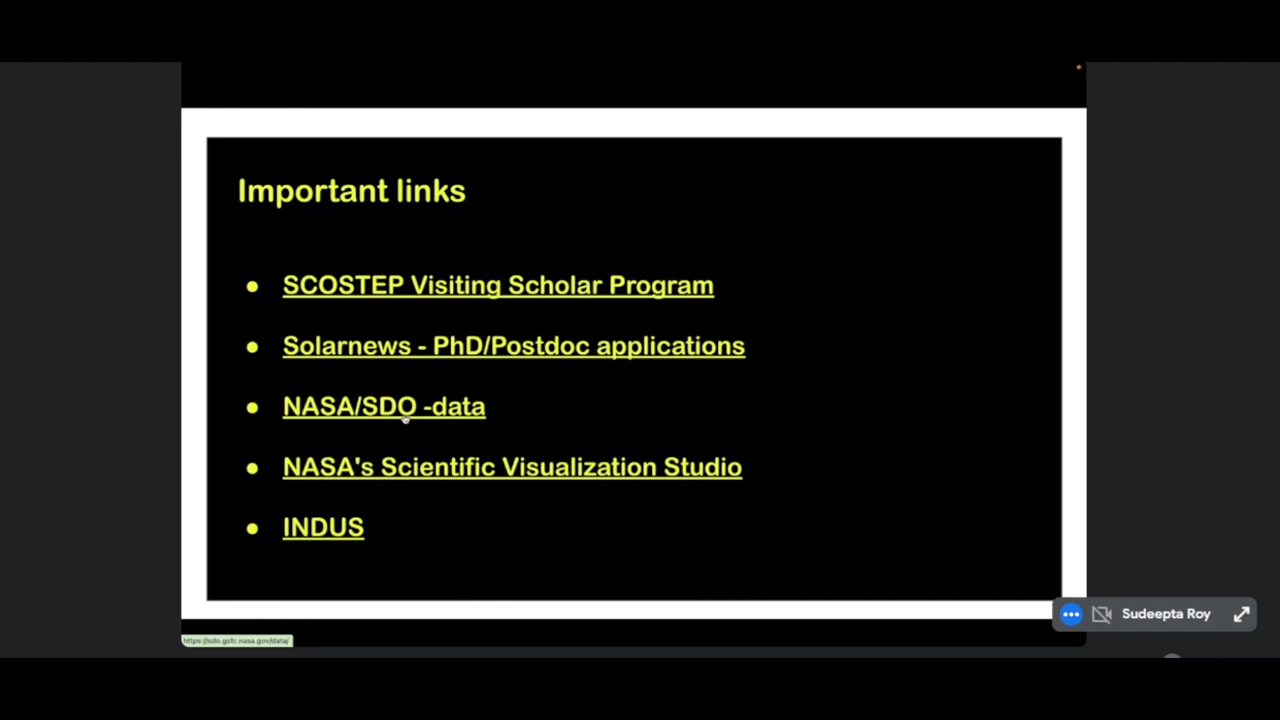 Important links
● SCOSTEP Visiting Scholar Program
● Solarnews - PhD/Postdoc applications
● NASA/SDO -data
● NASA's Scientific Visualization Studio
● INDUS
Sudeepta Roy
https://sdo.gsfc.nasa.gov/data/